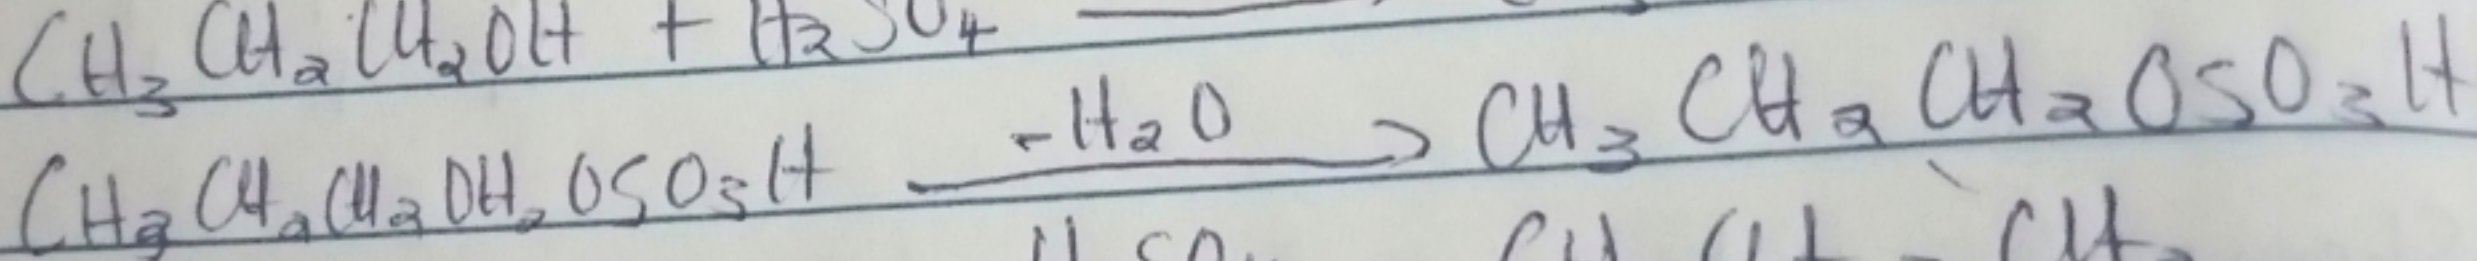 CH₃CH₂CH₂OH + H₂SO₄ →
CH₃CH₂CH₂OH₂OSO₃H -H₂O → CH₃CH₂CH₂OSO₃H